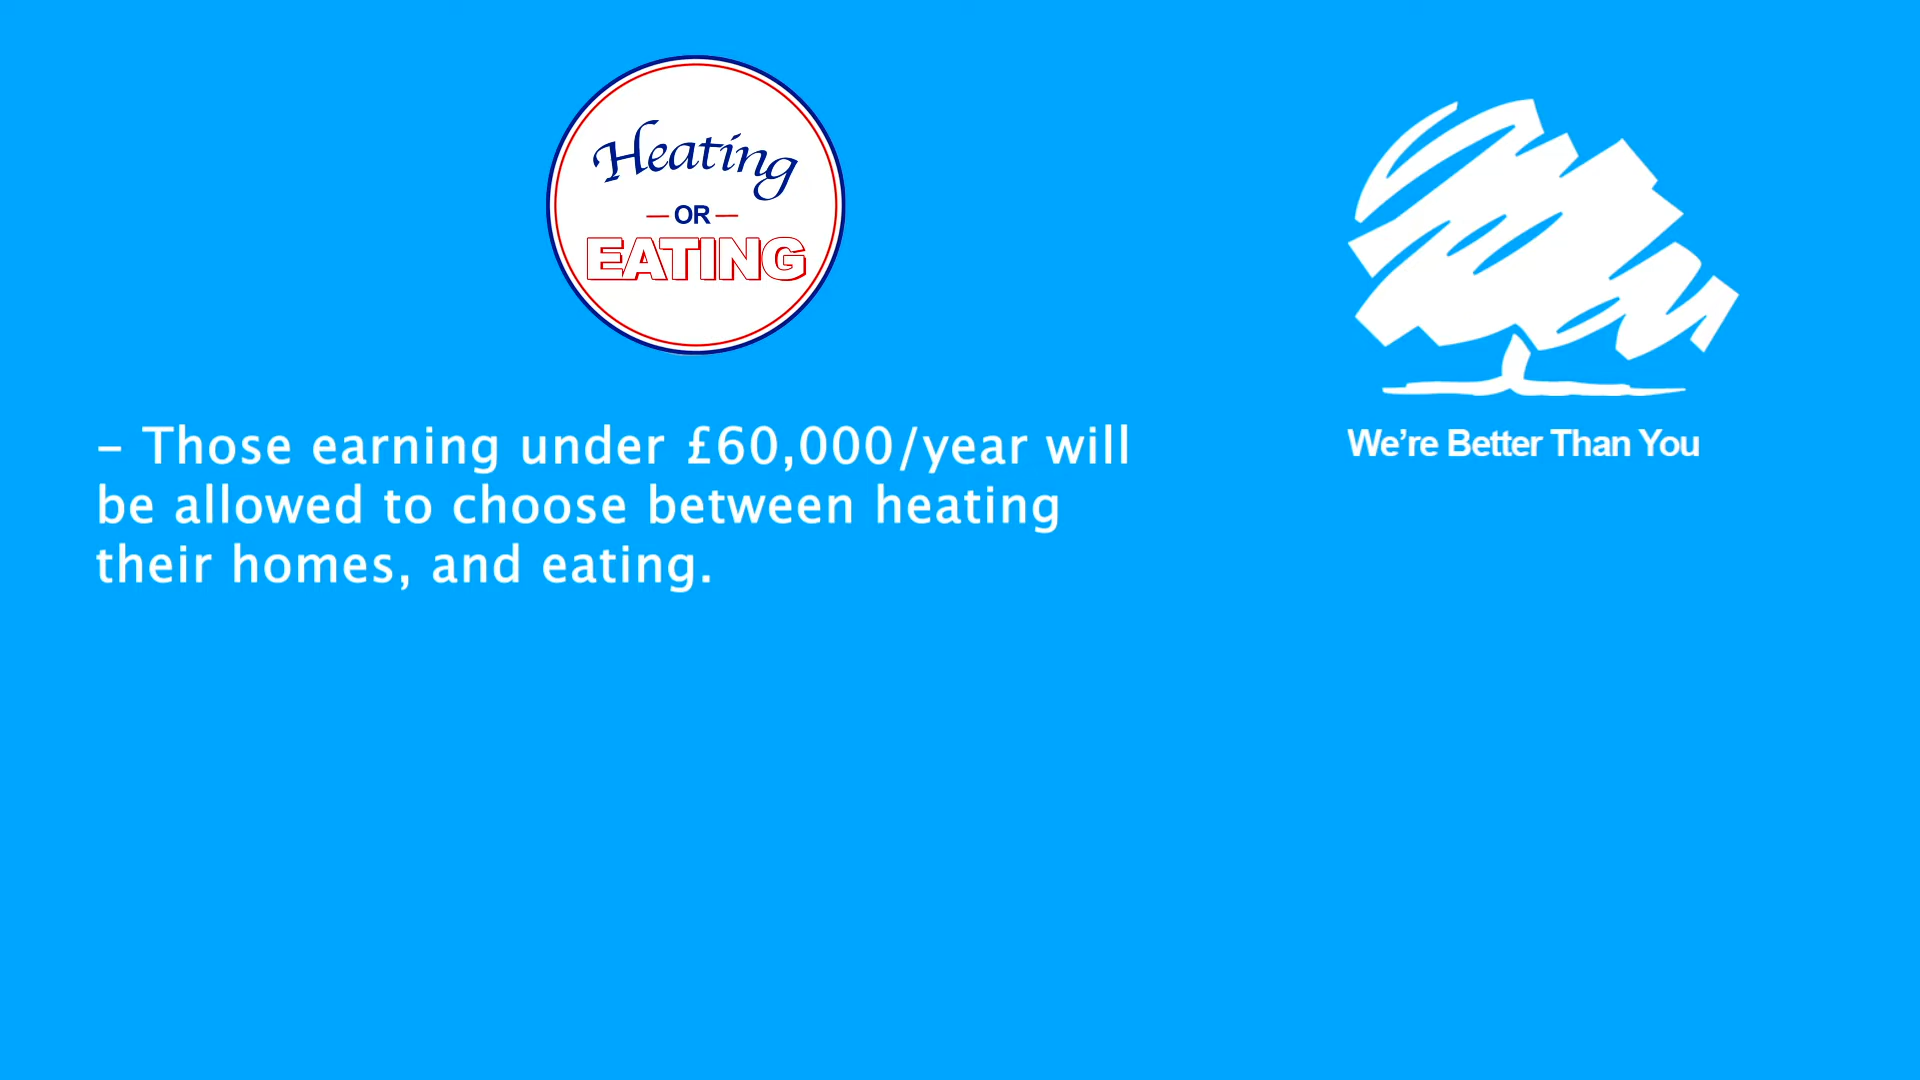 Heating
OR
EATING
– Those earning under £60,000/year will
be allowed to choose between heating
their homes, and eating.
We’re Better Than You